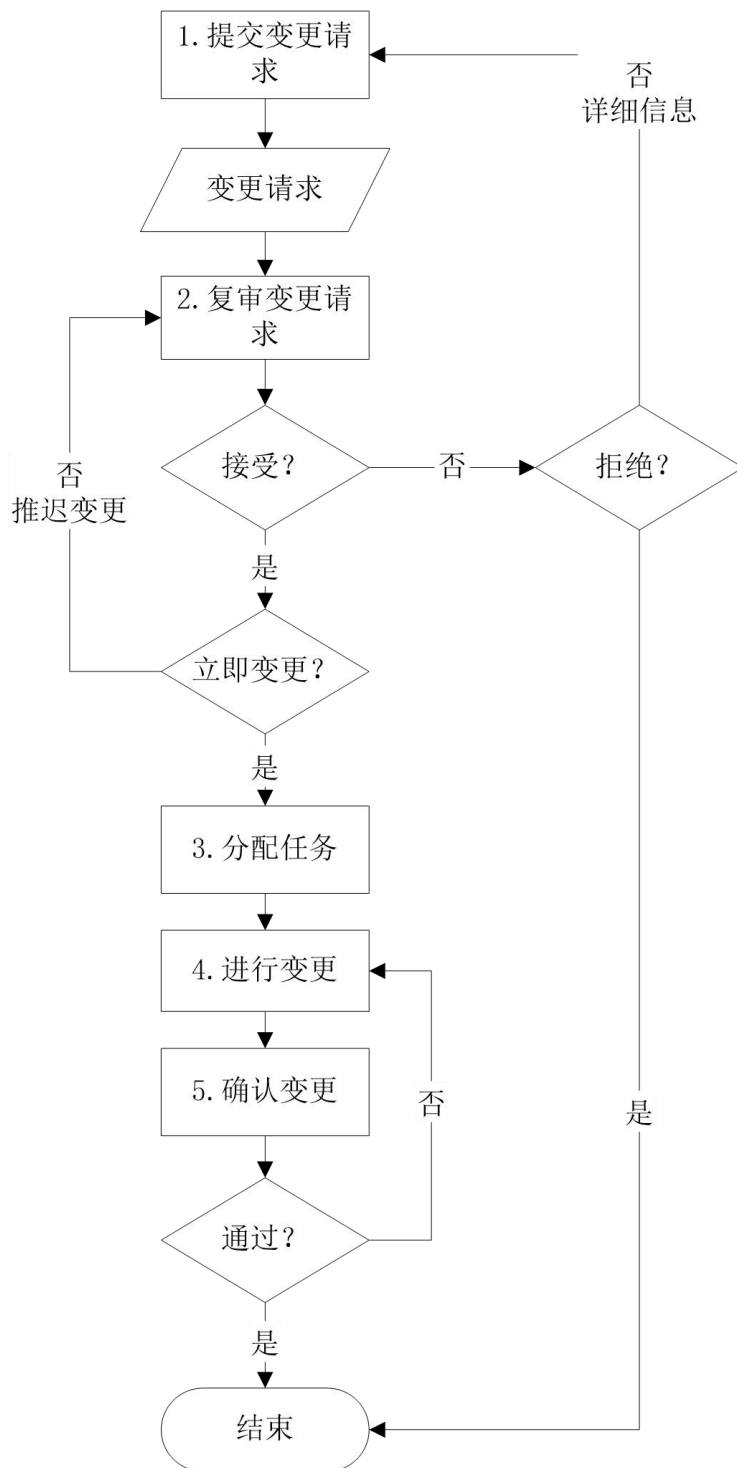 1.提交变更请
求
否
详细信息
变更请求
2.复审变更请
求
接受?
否
拒绝?
否
推迟变更
是
立即变更?
是
3.分配任务
4.进行变更
5.确认变更
否
是
通过?
是
结束